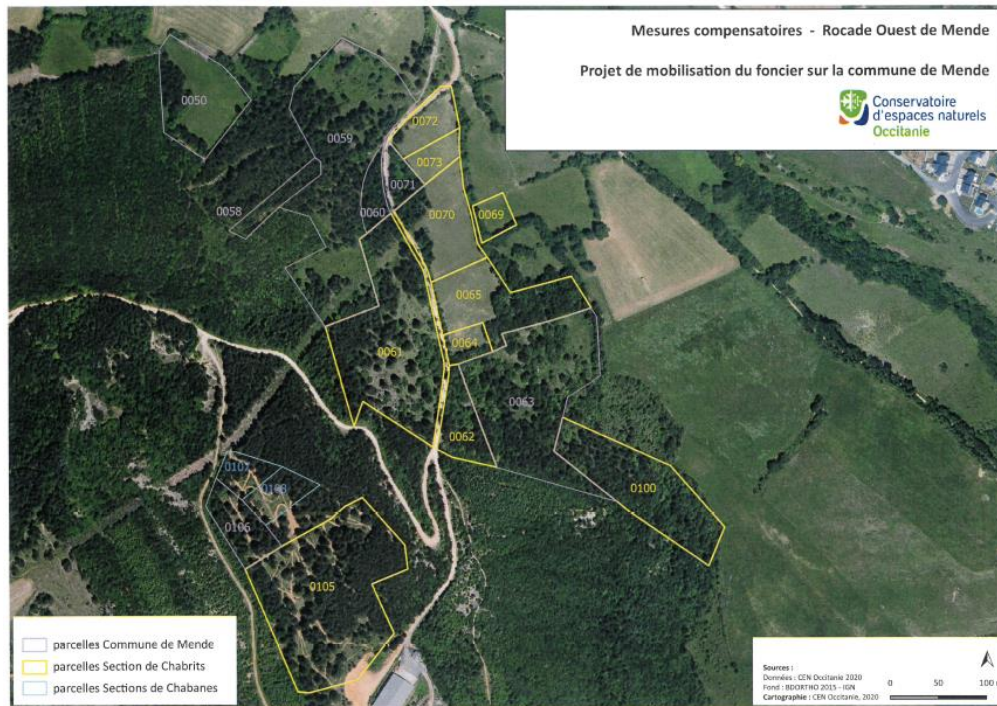 Mesures compensatoires - Rocade Ouest de Mende
Projet de mobilisation du foncier sur la commune de Mende
Conservatoire
d'espaces naturels
Occitanie
0050
0072
0059
0073
0071
0058
0060
0070
0069
0065
0064
0061
0063
0062
0100
0107
0108
0106
0105
parcelles Commune de Mende
parcelles Section de Chabrits
parcelles Sections de Chabanes
Sources :
Données : CEN Occitanie 2020
Fond : BDORTHO 2015 - IGN
Cartographie : CEN Occitanie, 2020
0 50 100